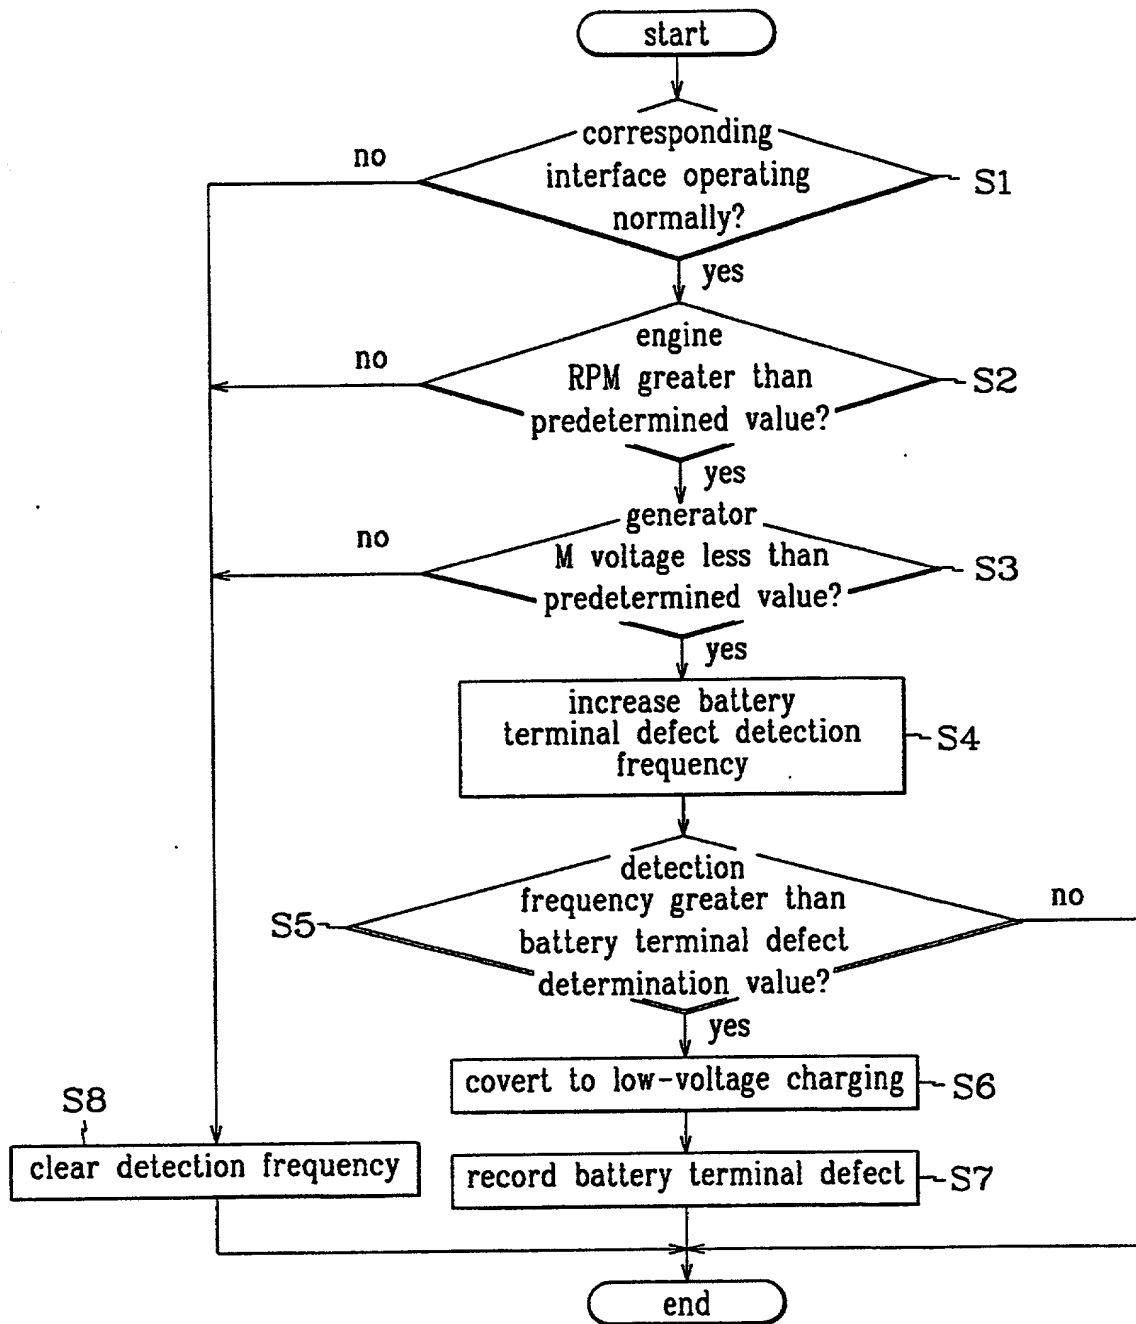 start
corresponding
interface operating
normally?
no
S1
yes
engine
RPM greater than
predetermined value?
no
S2
yes
generator
M voltage less than
predetermined value?
no
S3
yes
increase battery
terminal defect detection
frequency
S4
detection
frequency greater than
battery terminal defect
determination value?
S5
no
yes
covert to low-voltage charging
S6
S8
clear detection frequency
record battery terminal defect
S7
end